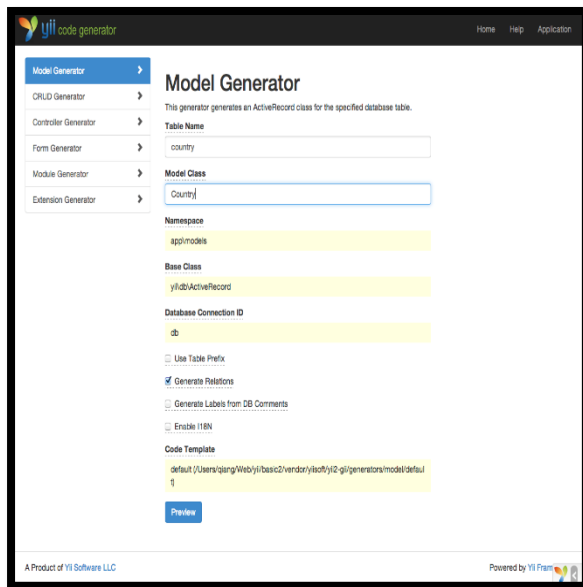 yii code generator
Home Help Application
Model Generator
CRUD Generator
Controller Generator
Form Generator
Module Generator
Extension Generator
Model Generator
This generator generates an ActiveRecord class for the specified database table.
Table Name
country
Model Class
Country
Namespace
app\models
Base Class
yii\db\ActiveRecord
Database Connection ID
db
Use Table Prefix
Generate Relations
Generate Labels from DB Comments
Enable I18N
Code Template
default (/Users/qiang/Web/yii/basic2/vendor/yiisoft/yii2-gii/generators/model/defaul
t)
Preview
A Product of Yii Software LLC
Powered by Yii Fram